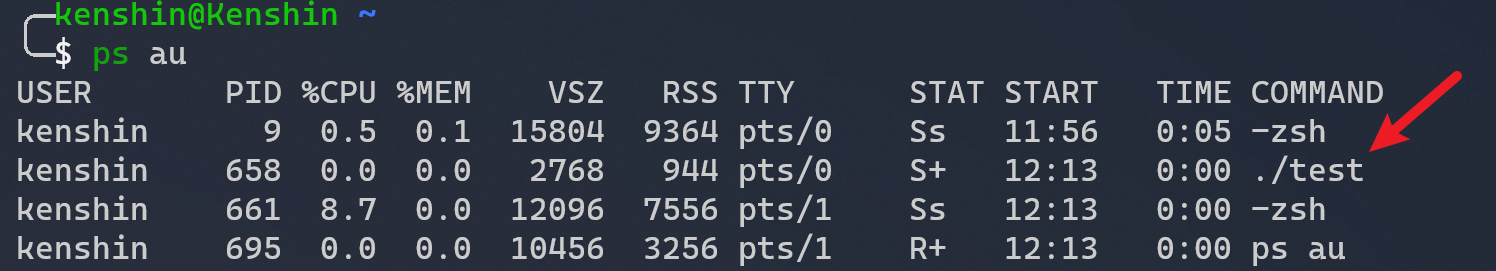 kenshin@Kenshin ~
$ ps au
USER PID %CPU %MEM VSZ RSS TTY STAT START TIME COMMAND
kenshin 9 0.5 0.1 15804 9364 pts/0 Ss 11:56 0:05 -zsh
kenshin 658 0.0 0.0 2768 944 pts/0 S+ 12:13 0:00 ./test
kenshin 661 8.7 0.0 12096 7556 pts/1 Ss 12:13 0:00 -zsh
kenshin 695 0.0 0.0 10456 3256 pts/1 R+ 12:13 0:00 ps au